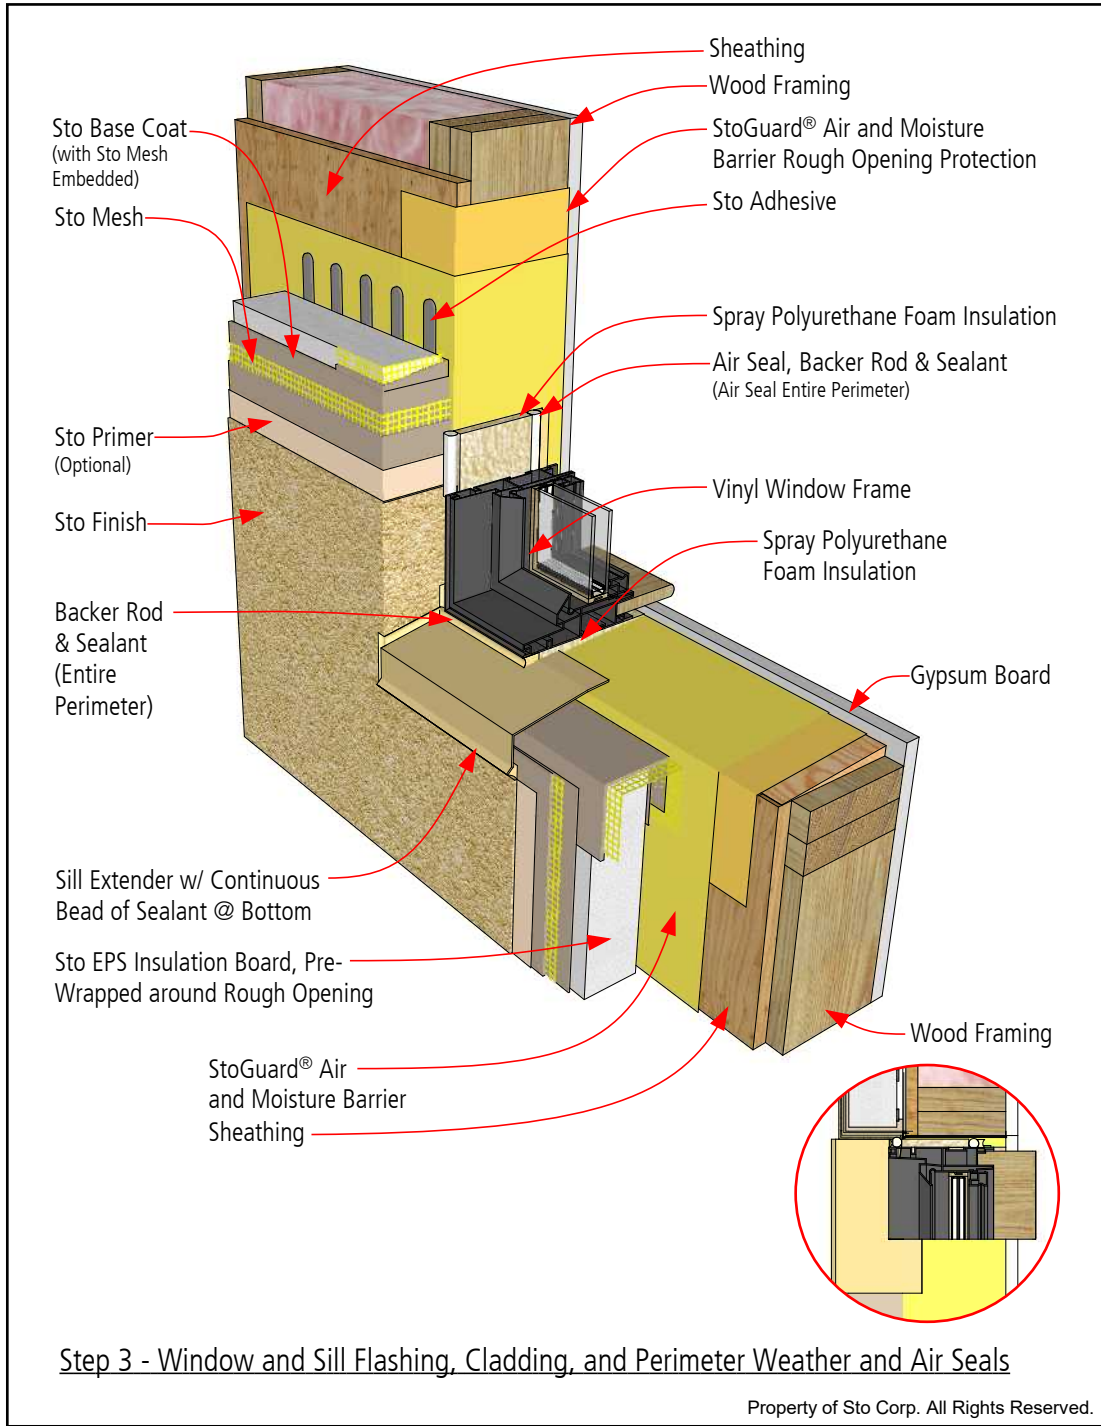 Sheathing
Wood Framing
StoGuard® Air and Moisture
Barrier Rough Opening Protection
Sto Adhesive
Sto Base Coat
(with Sto Mesh
Embedded)
Sto Mesh
Spray Polyurethane Foam Insulation
Air Seal, Backer Rod & Sealant
(Air Seal Entire Perimeter)
Sto Primer
(Optional)
Sto Finish
Vinyl Window Frame
Spray Polyurethane
Foam Insulation
Backer Rod
& Sealant
(Entire
Perimeter)
Gypsum Board
Sill Extender w/ Continuous
Bead of Sealant @ Bottom
Sto EPS Insulation Board, Pre-
Wrapped around Rough Opening
Wood Framing
StoGuard® Air
and Moisture Barrier
Sheathing
Step 3 - Window and Sill Flashing, Cladding, and Perimeter Weather and Air Seals
Property of Sto Corp. All Rights Reserved.